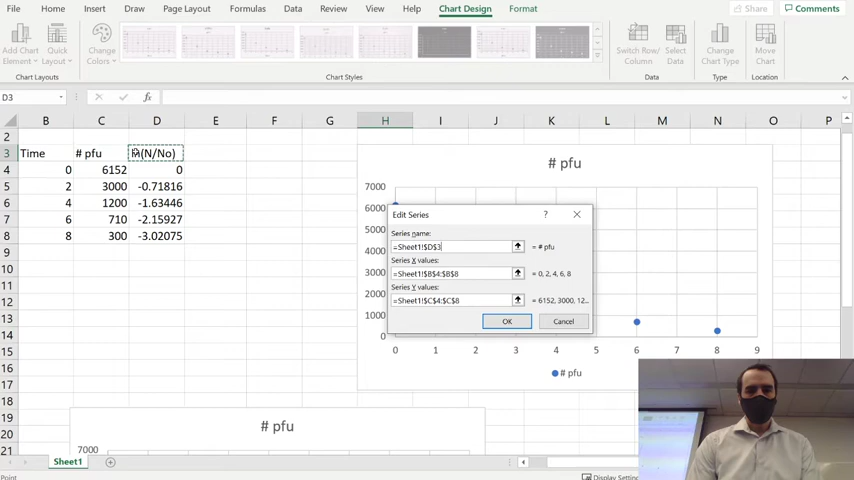 File Home Insert Formulas Data Review View Help Chart Design Format Share Comments
Add Chart Element Quick Layout Change Colors Switch Row/ Column Select Data Change Chart Type Move Chart
Chart Layouts Chart Styles Data Type Location
D3 fx
B C D E F G H I J K L M N O P
2
3 Time # pfu ln(N/No)
4 0 6152 0
5 2 3000 -0.71816
6 4 1200 -1.63446
7 6 710 -2.15927
8 8 300 -3.02075
9
10
11
12
13
14
15
16
17
18
19
20
21
# pfu
7000
6000
5000
4000
3000
2000
1000
0
0 1 2 3 4 5 6 7 8 9
# pfu
Edit Series ? ×
Series name:
=Sheet1!$D$3 = # pfu
Series X values:
=Sheet1!$B$4:$B$8 = 0, 2, 4, 6, 8
Series Y values:
=Sheet1!$C$4:$C$8 = 6152, 3000, 12...
OK Cancel
# pfu
7000
Sheet1
Point Display Setting